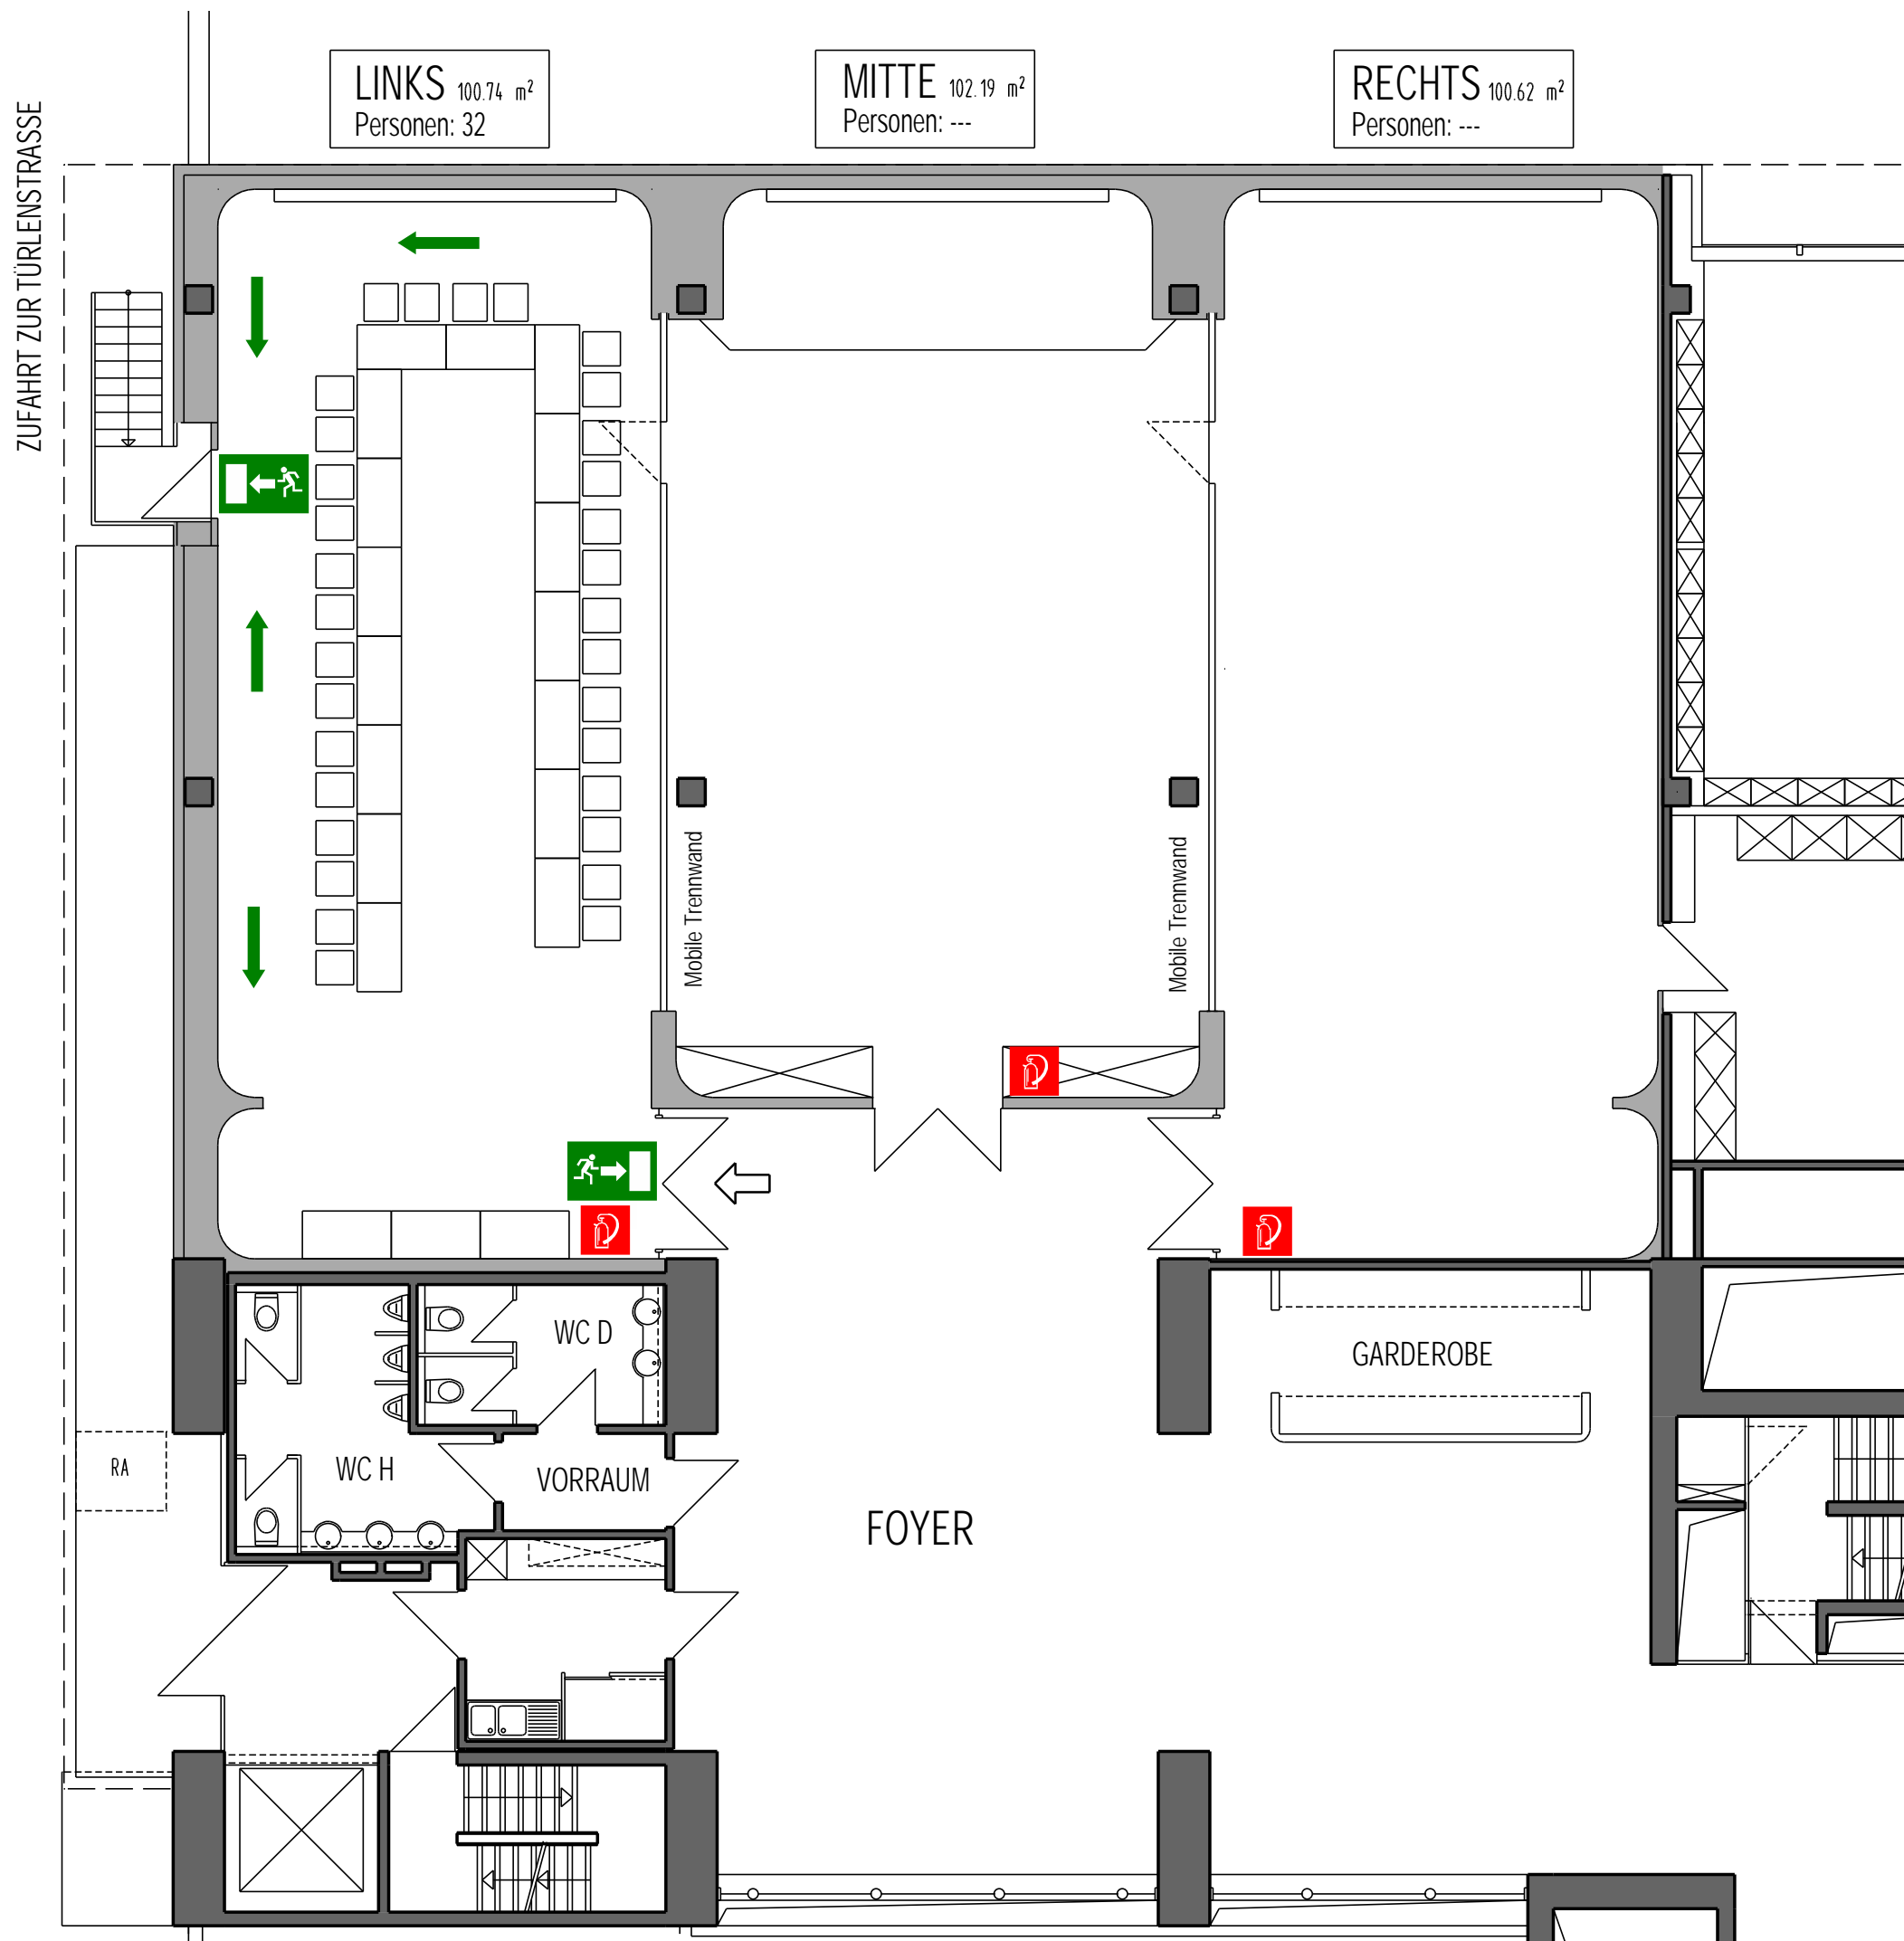 LINKS 100.74 m²
Personen: 32
MITTE 102.19 m²
Personen: ---
RECHTS 100.62 m²
Personen: ---
ZUFAHRT ZUR TÜRLENSTRASSE
Mobile Trennwand
Mobile Trennwand
WC D
GARDEROBE
WC H
VORRAUM
RA
FOYER